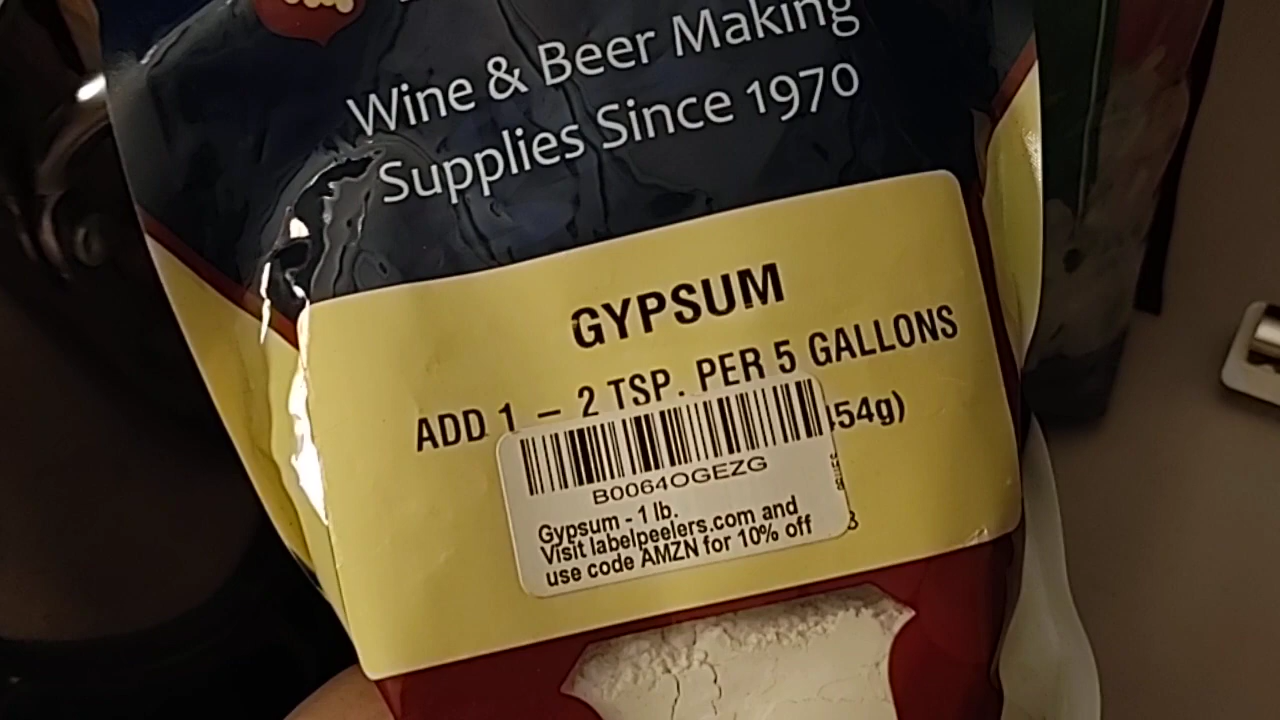 Wine & Beer Making
Supplies Since 1970
GYPSUM
ADD 1 – 2 TSP. PER 5 GALLONS
54g)
B0064OGEZG
Gypsum - 1 lb.
Visit labelpeelers.com and
use code AMZN for 10% off